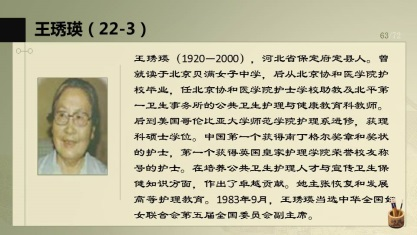 王琇瑛（22-3）
63
王琇瑛（1920—2000），河北省保定府定县人。曾
就读于北京贝满女子中学，后从北京协和医学院护
校毕业，任北京协和医学院护士学校助教及北平第
一卫生事务所的公共卫生护理与健康教育科教师。
后到美国哥伦比亚大学师范学院护理系进修，获理
科硕士学位。中国第一个获得南丁格尔奖章和奖状
的护士，第一个获得英国皇家护理学院荣誉校友称
号的护士。在培养公共卫生护理人才与宣传卫生保
健知识方面，作出了卓越贡献。她主张恢复和发展
高等护理教育。1983年9月，王琇瑛当选中华全国妇
女联合会第五届全国委员会副主席。